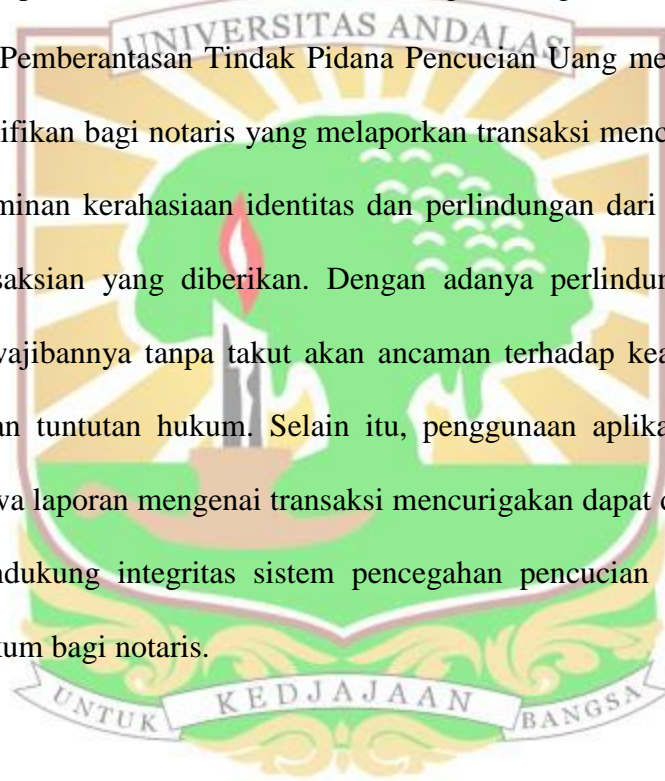 UNIVERSITAS ANDALAS
Pemberantasan Tindak Pidana Pencucian Uang me
ifikan bagi notaris yang melaporkan transaksi menc
minan kerahasiaan identitas dan perlindungan dari
saksian yang diberikan. Dengan adanya perlindun
vajibannya tanpa takut akan ancaman terhadap kea
an tuntutan hukum. Selain itu, penggunaan aplika
wa laporan mengenai transaksi mencurigakan dapat d
ndukung integritas sistem pencegahan pencucian
kum bagi notaris.
UNTUK KEDJAJAAN BANGSA